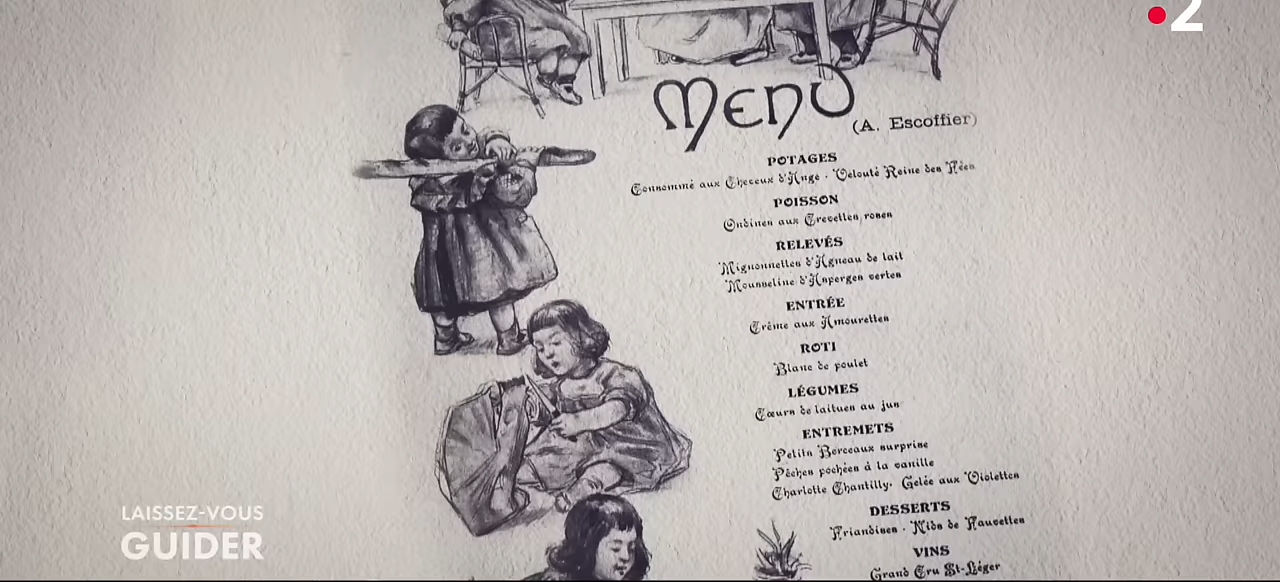 2
MENU
(A. Escoffier)
POTAGES
Consommé aux Cheveux d'Ange · Velouté Reine des Fées
POISSON
Ondines aux Crevettes roses
RELEVÉS
Mignonnettes d'Agneau de lait
Mousseline d'Asperges vertes
ENTRÉE
Crême aux Amourettes
ROTI
Blanc de poulet
LÉGUMES
Cœurs de laitues au jus
ENTREMETS
Petits Berceaux surprise
Pêches pochées à la vanille
Charlotte Chantilly · Gelée aux Violettes
DESSERTS
Friandises · Nids de Fauvettes
VINS
Grand Cru St-Léger
LAISSEZ-VOUS
GUIDER